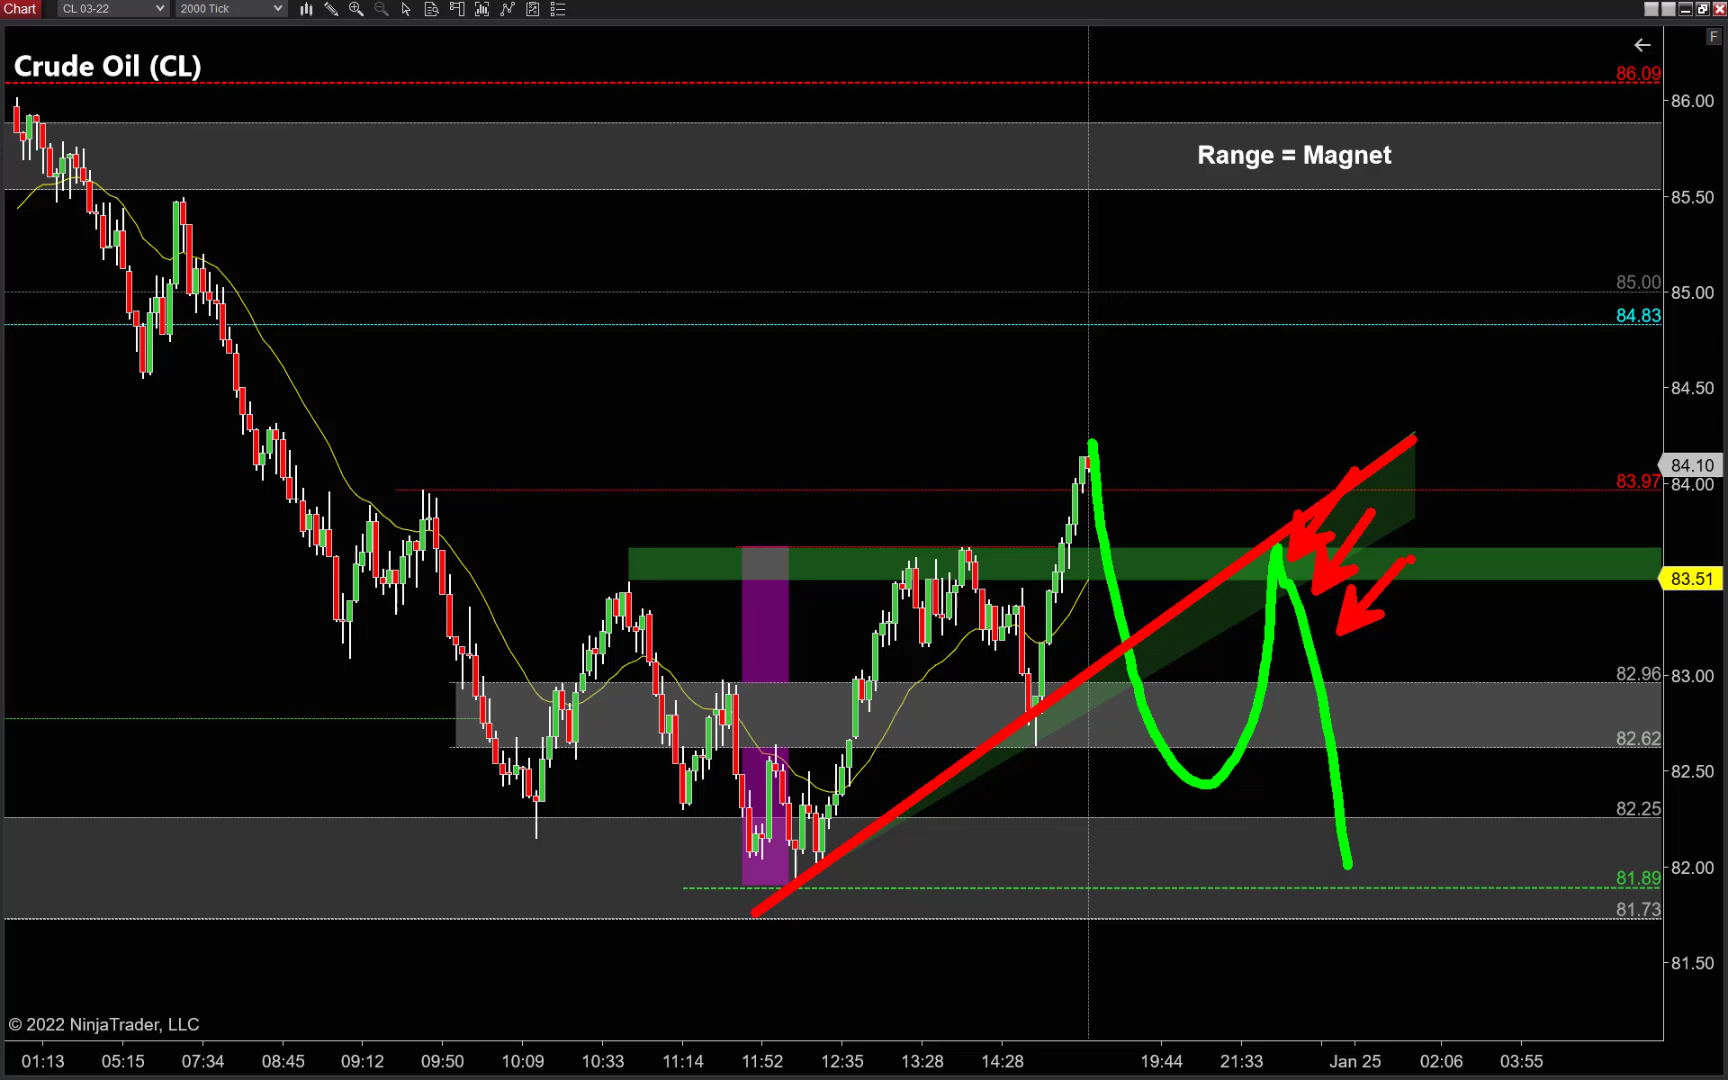 Chart CL 03-22 2000 Tick
F
Crude Oil (CL)
86.09
86.00
Range = Magnet
85.50
85.00 85.00
84.83
84.50
84.10
83.97 84.00
83.51
82.96 83.00
82.62
82.50
82.25
82.00
81.89
81.73
81.50
© 2022 NinjaTrader, LLC
01:13 05:15 07:34 08:45 09:12 09:50 10:09 10:33 11:14 11:52 12:35 13:28 14:28 19:44 21:33 Jan 25 02:06 03:55